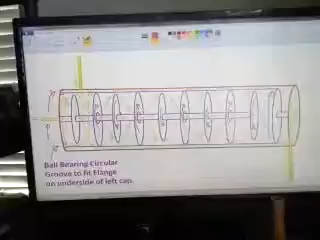 Ball Bearing Circular
Groove to fit Flange
on underside of left cap.